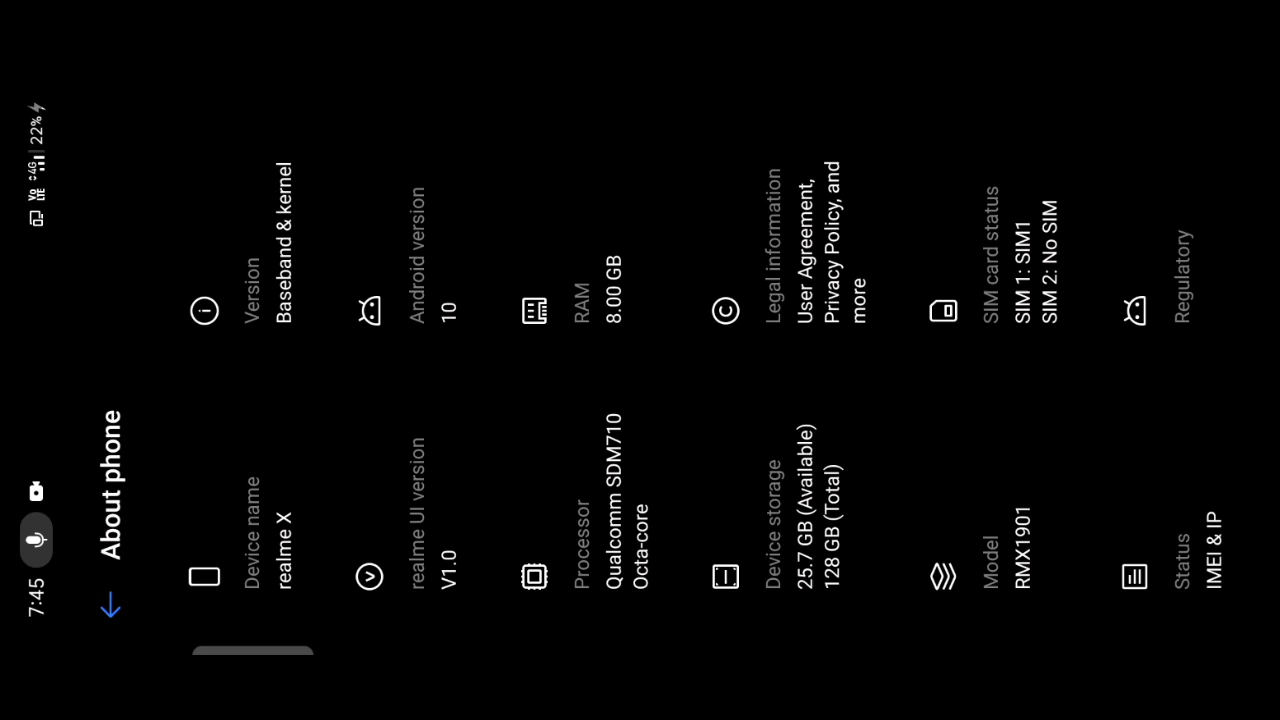 7:45
Vo LTE 4G 22%
About phone
Device name
realme X
Version
Baseband & kernel
realme UI version
V1.0
Android version
10
Processor
Qualcomm SDM710
Octa-core
RAM
8.00 GB
Device storage
25.7 GB (Available)
128 GB (Total)
Legal information
User Agreement,
Privacy Policy, and
more
Model
RMX1901
SIM card status
SIM 1: SIM1
SIM 2: No SIM
Status
IMEI & IP
Regulatory